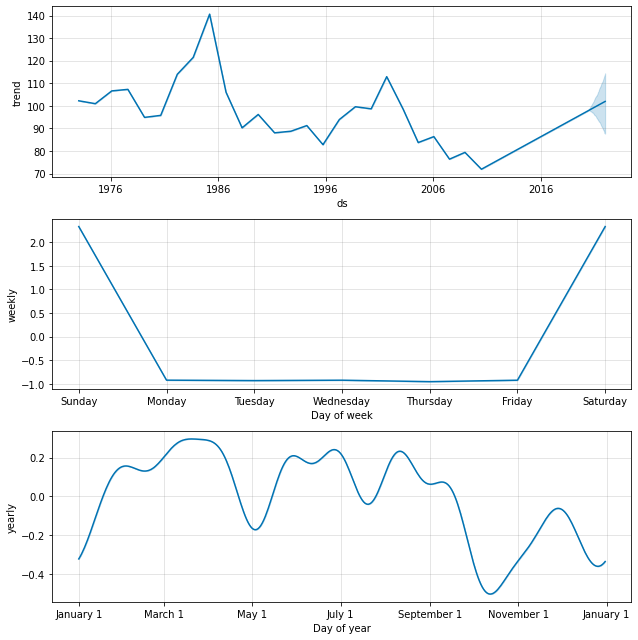 140
130
120
110
100
90
80
70
trend
1976 1986 1996 2006 2016
ds
2.0
1.5
1.0
0.5
0.0
−0.5
−1.0
weekly
Sunday Monday Tuesday Wednesday Thursday Friday Saturday
Day of week
0.2
0.0
−0.2
−0.4
yearly
January 1 March 1 May 1 July 1 September 1 November 1 January 1
Day of year